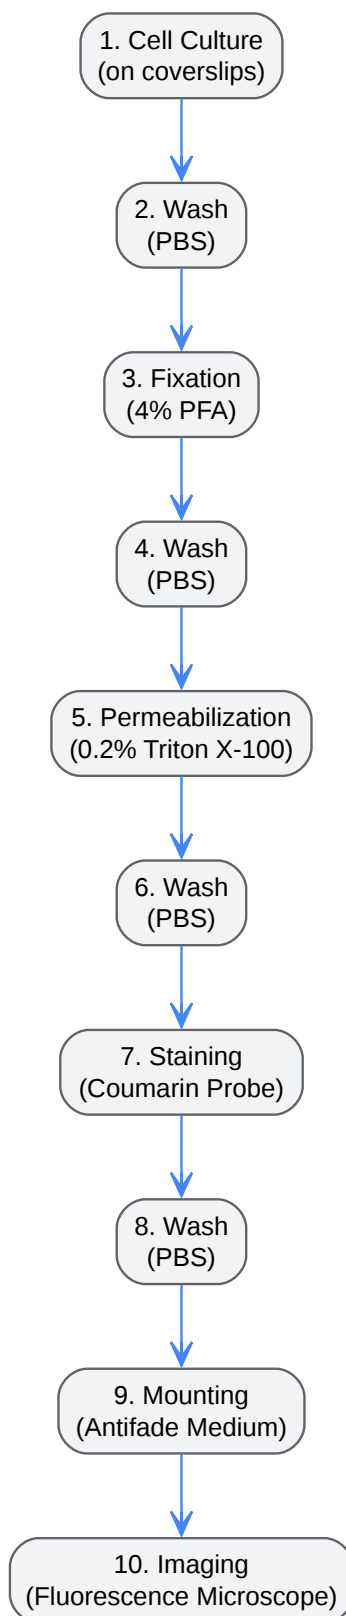 1. Cell Culture
(on coverslips)
2. Wash
(PBS)
3. Fixation
(4% PFA)
4. Wash
(PBS)
5. Permeabilization
(0.2% Triton X-100)
6. Wash
(PBS)
7. Staining
(Coumarin Probe)
8. Wash
(PBS)
9. Mounting
(Antifade Medium)
10. Imaging
(Fluorescence Microscope)